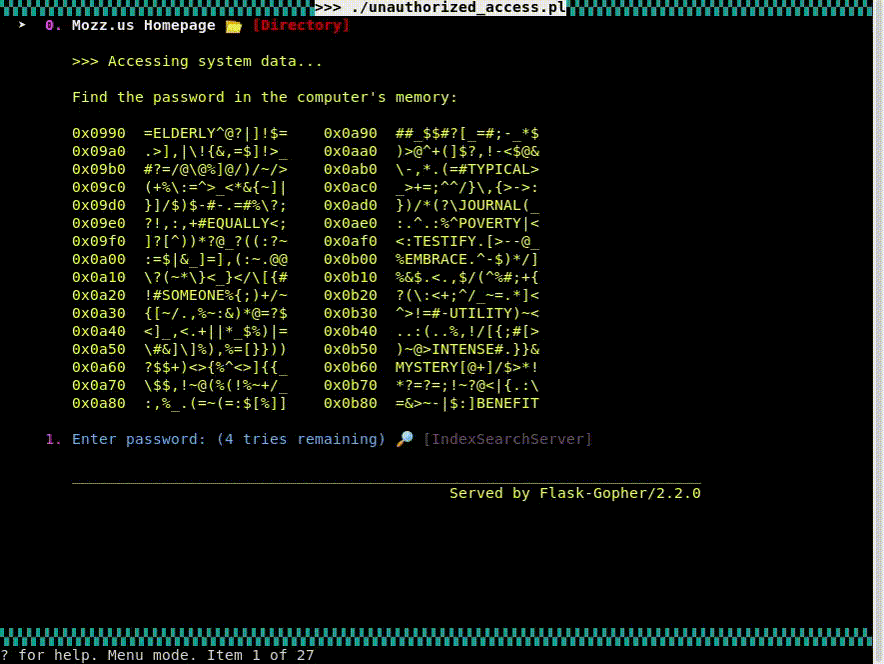 >>> ./unauthorized_access.pl
➤ 0. Mozz.us Homepage 📂 [Directory]
>>> Accessing system data...
Find the password in the computer's memory:
0x0990 =ELDERLY^@?|]!$= 0x0a90 ##_$$#?[_=#;-_*$
0x09a0 .>],|\!{&,=$]!>_ 0x0aa0 )>@^+(]$?,!-<$@&
0x09b0 #?=/@\@%]@/)/~/> 0x0ab0 \-,*.(=#TYPICAL>
0x09c0 (+%\:=^>_<*&{~]| 0x0ac0 _>+=;^^/}\,{>->:
0x09d0 }]/$)$-#-.=#%\?; 0x0ad0 })/*(?\JOURNAL(_
0x09e0 ?!,:,+#EQUALLY<; 0x0ae0 :.^.:%^POVERTY|<
0x09f0 ]?[^))*?@_?((:?~ 0x0af0 <:TESTIFY.[>--@_
0x0a00 :=$|&_]=],(:~.@@ 0x0b00 %EMBRACE.^-$)*/]
0x0a10 \?(~*\}<_}</\[{# 0x0b10 %&$.<.,$/(^%#;+{
0x0a20 !#SOMEONE%{;)+/~ 0x0b20 ?(\:<+;^/_~=.*]<
0x0a30 {[~/.,%~:&)*@=?$ 0x0b30 ^>!=#-UTILITY)~<
0x0a40 <]_,<.+||*_$%)|= 0x0b40 ..:(..%,!/[{;#[>
0x0a50 \#&]\]%),%=[})}) 0x0b50 )~@>INTENSE#.}}&
0x0a60 ?$$+)<>{%^<>]{{_ 0x0b60 MYSTERY[@+]/$>*!
0x0a70 \$$,!~@(%(!%~+/_ 0x0b70 *?=?=;!~?@<|{.:\
0x0a80 :,%_.(=~(=:$[%]] 0x0b80 =&>~-|$:]BENEFIT
1. Enter password: (4 tries remaining) 🔎 [IndexSearchServer]
Served by Flask-Gopher/2.2.0
? for help. Menu mode. Item 1 of 27